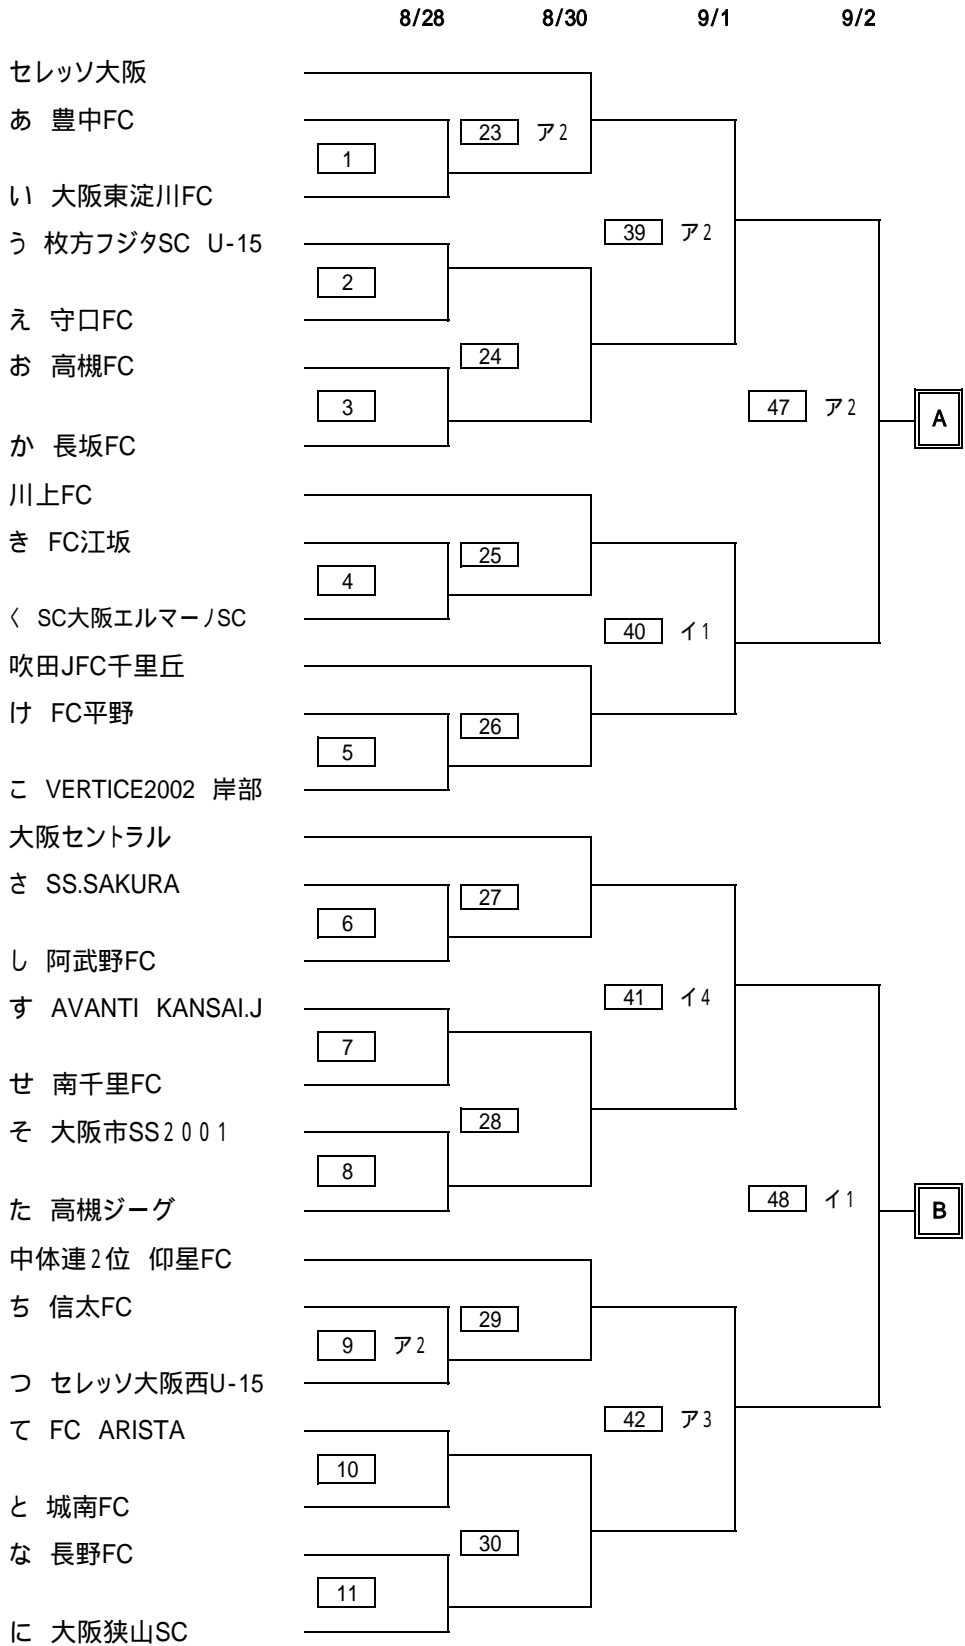 8/28 8/30 9/1 9/2
セレッソ大阪
あ 豊中FC
23 ア2
1
い 大阪東淀川FC
う 枚方フジタSC U-15
39 ア2
2
え 守口FC
24
お 高槻FC
3
47 ア2
A
か 長坂FC
川上FC
き FC江坂
25
4
く SC大阪エルマーノSC
40 イ1
吹田JFC千里丘
け FC平野
26
5
こ VERTICE2002 岸部
大阪セントラル
さ SS.SAKURA
27
6
し 阿武野FC
41 イ4
す AVANTI KANSAI.J
7
せ 南千里FC
28
そ 大阪市SS2001
8
48 イ1
B
た 高槻ジーグ
中体連2位 仰星FC
ち 信太FC
29
9 ア2
つ セレッソ大阪西U-15
42 ア3
て FC ARISTA
10
と 城南FC
30
な 長野FC
11
に 大阪狭山SC